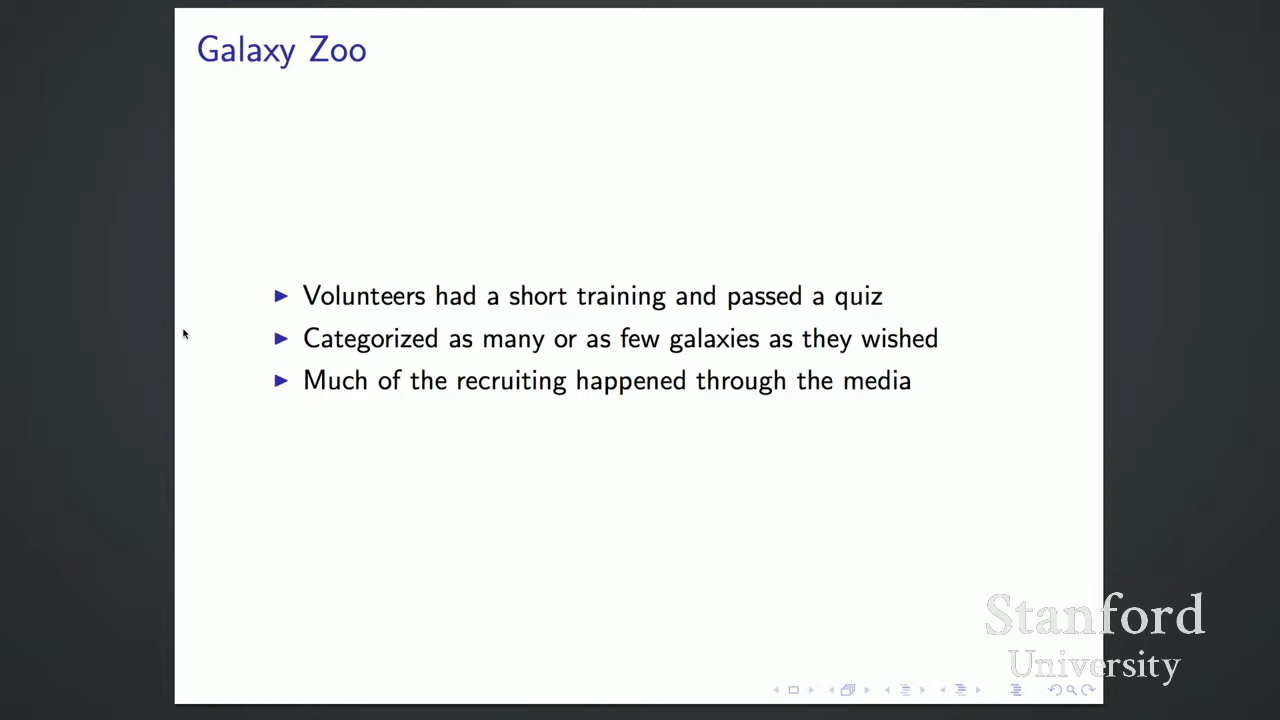 Galaxy Zoo
Volunteers had a short training and passed a quiz
Categorized as many or as few galaxies as they wished
Much of the recruiting happened through the media
Stanford
University